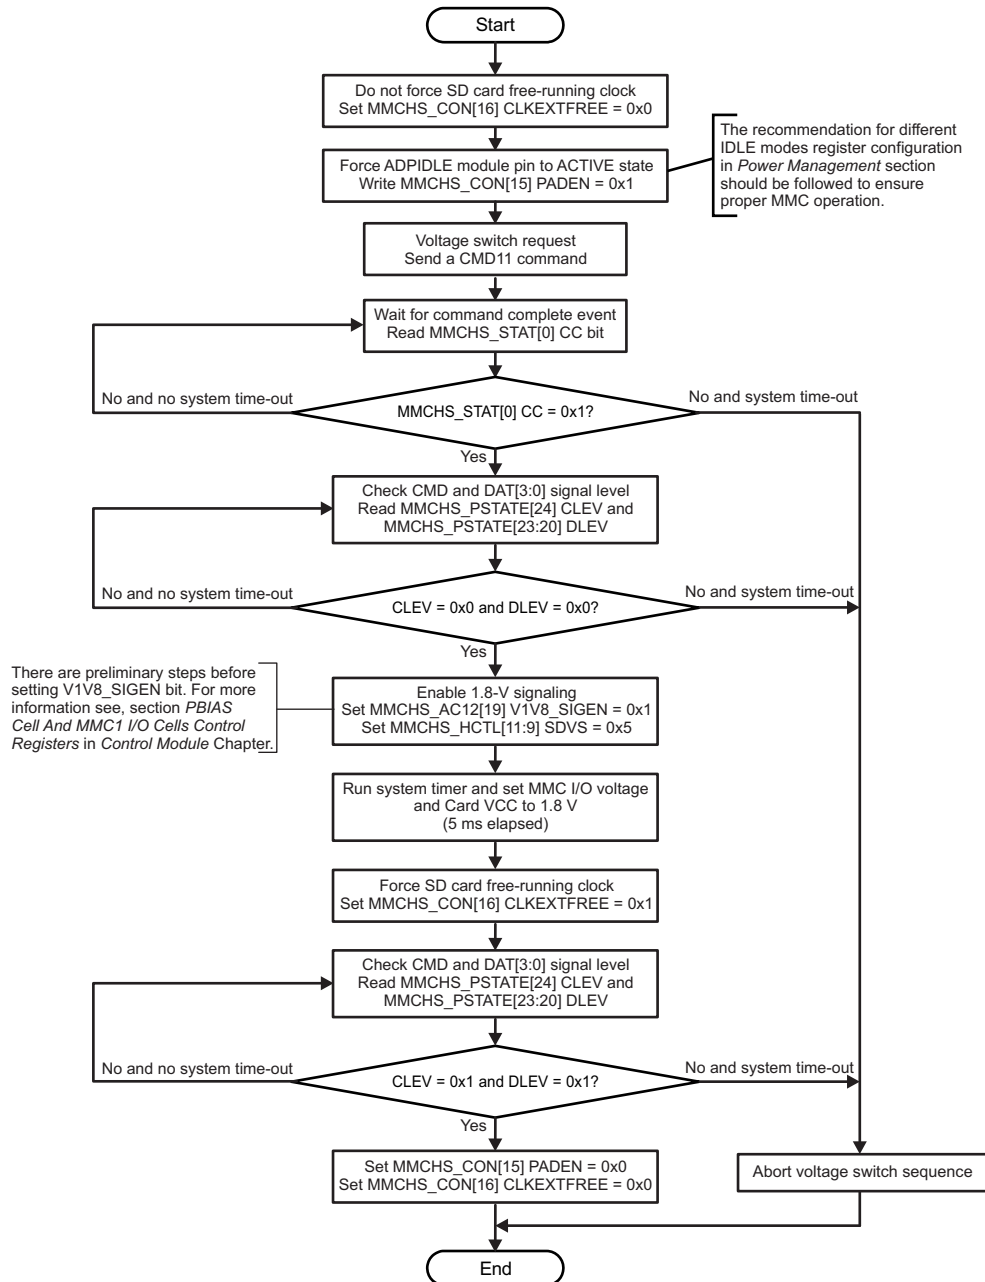 Start
Do not force SD card free-running clock
Set MMCHS_CON[16] CLKEXTFREE = 0x0
The recommendation for different
IDLE modes register configuration
in Power Management section
should be followed to ensure
proper MMC operation.
Force ADPIDLE module pin to ACTIVE state
Write MMCHS_CON[15] PADEN = 0x1
Voltage switch request
Send a CMD11 command
Wait for command complete event
Read MMCHS_STAT[0] CC bit
No and no system time-out
MMCHS_STAT[0] CC = 0x1?
No and system time-out
Yes
Check CMD and DAT[3:0] signal level
Read MMCHS_PSTATE[24] CLEV and
MMCHS_PSTATE[23:20] DLEV
No and no system time-out
CLEV = 0x0 and DLEV = 0x0?
No and system time-out
Yes
There are preliminary steps before
setting V1V8_SIGEN bit. For more
information see, section PBIAS
Cell And MMC1 I/O Cells Control
Registers in Control Module Chapter.
Enable 1.8-V signaling
Set MMCHS_AC12[19] V1V8_SIGEN = 0x1
Set MMCHS_HCTL[11:9] SDVS = 0x5
Run system timer and set MMC I/O voltage
and Card VCC to 1.8 V
(5 ms elapsed)
Force SD card free-running clock
Set MMCHS_CON[16] CLKEXTFREE = 0x1
Check CMD and DAT[3:0] signal level
Read MMCHS_PSTATE[24] CLEV and
MMCHS_PSTATE[23:20] DLEV
No and no system time-out
CLEV = 0x1 and DLEV = 0x1?
No and system time-out
Yes
Set MMCHS_CON[15] PADEN = 0x0
Set MMCHS_CON[16] CLKEXTFREE = 0x0
Abort voltage switch sequence
End